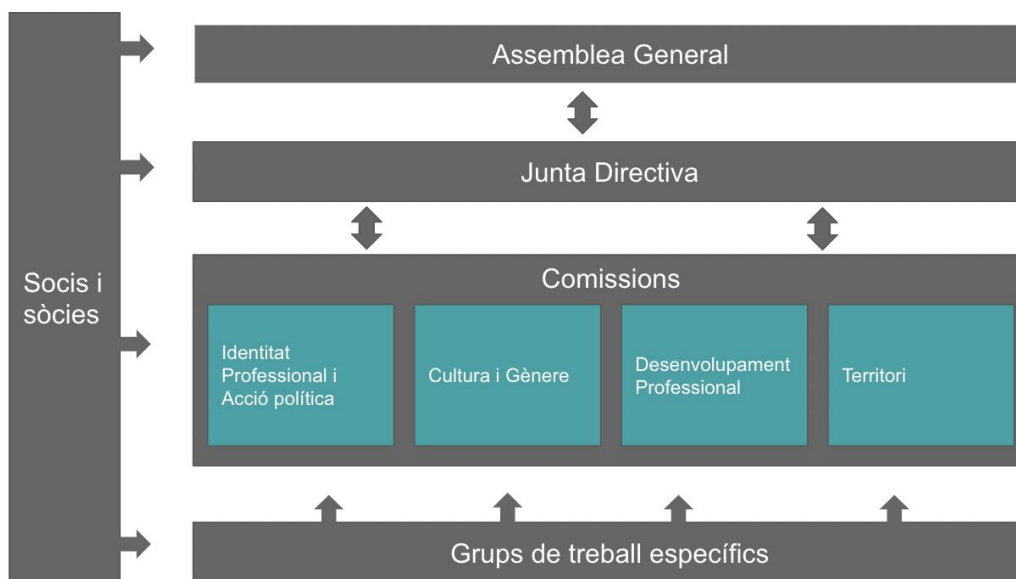 Assemblea General
Junta Directiva
Socis i
sòcies
Comissions
Identitat
Professional i
Acció política
Cultura i Gènere
Desenvolupament
Professional
Territori
Grups de treball específics